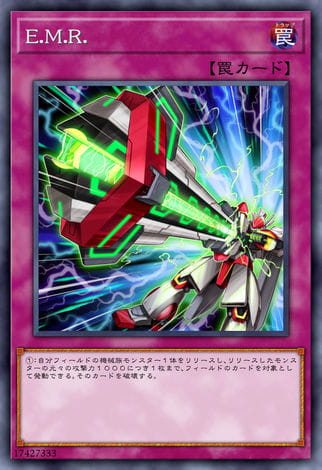 E.M.R.
トラップ
罠
【罠カード】
①:自分フィールドの機械族モンスター１体をリリースし、リリースしたモンス
ターの元々の攻撃力１０００につき１枚まで、フィールドのカードを対象とし
て発動できる。そのカードを破壊する。
17427333